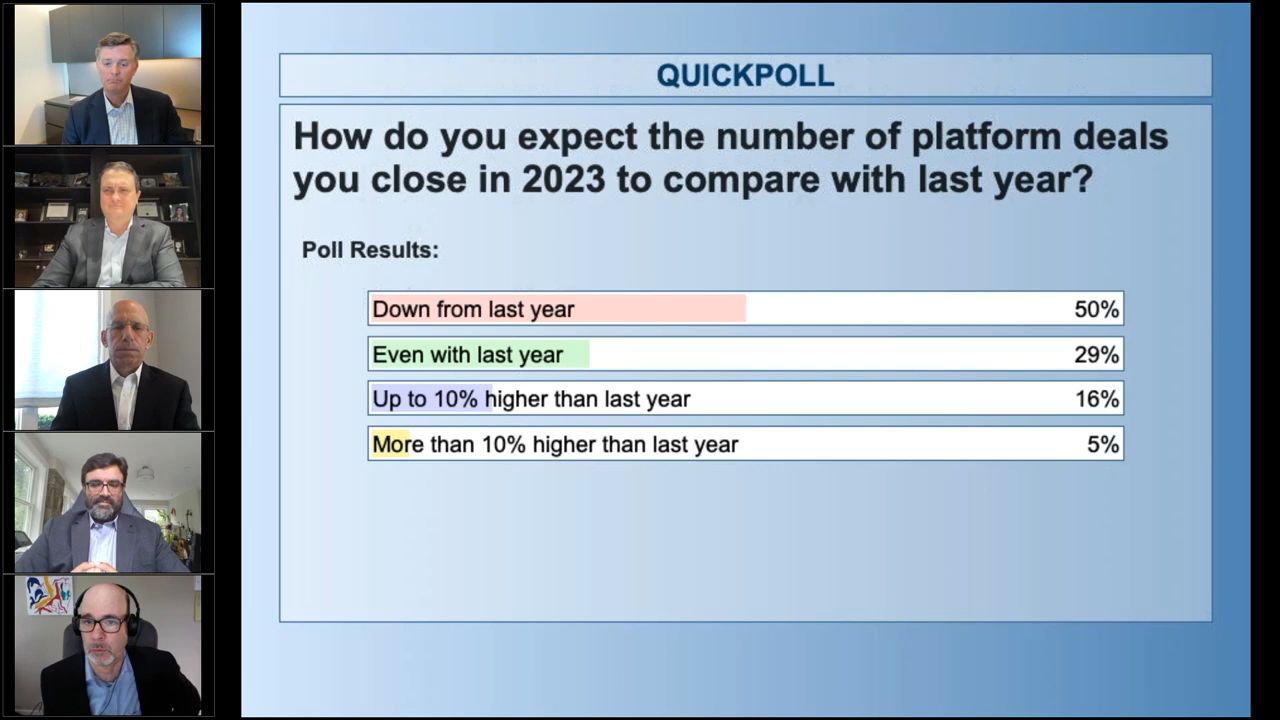 QUICKPOLL
How do you expect the number of platform deals
you close in 2023 to compare with last year?
Poll Results:
Down from last year 50%
Even with last year 29%
Up to 10% higher than last year 16%
More than 10% higher than last year 5%